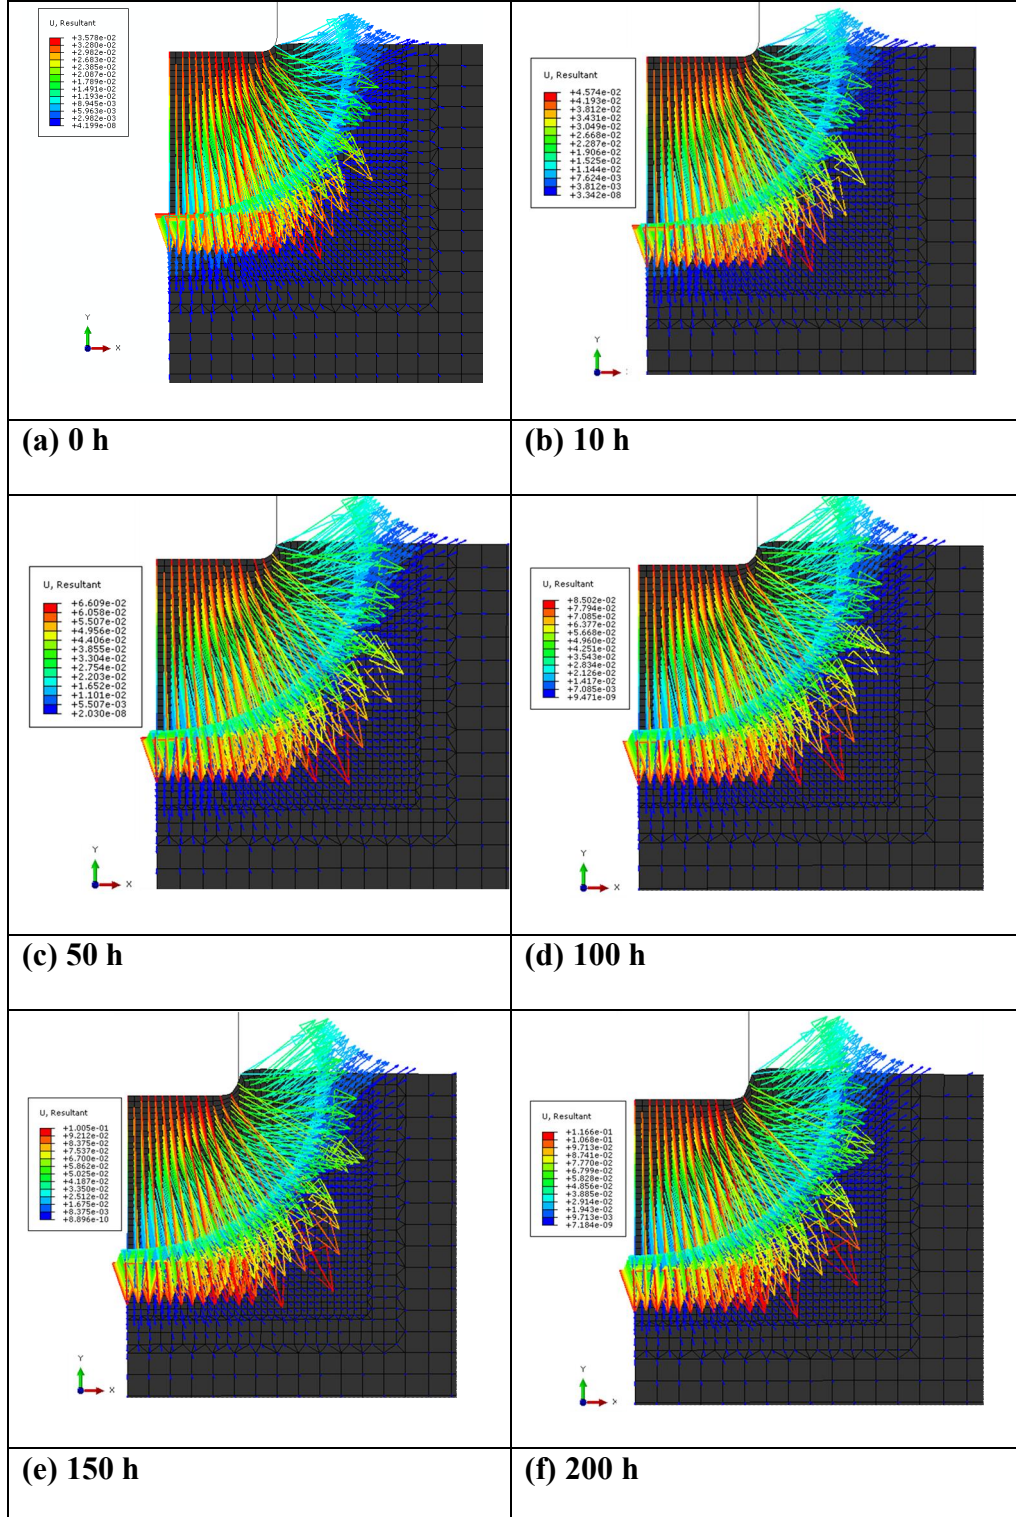 U, Resultant
+3.578e-02
+3.280e-02
+2.982e-02
+2.683e-02
+2.385e-02
+2.087e-02
+1.789e-02
+1.491e-02
+1.193e-02
+8.945e-03
+5.963e-03
+2.982e-03
+4.199e-08
Y
X
(a) 0 h
U, Resultant
+4.574e-02
+4.193e-02
+3.812e-02
+3.431e-02
+3.049e-02
+2.668e-02
+2.287e-02
+1.906e-02
+1.525e-02
+1.144e-02
+7.624e-03
+3.812e-03
+3.342e-08
Y
(b) 10 h
U, Resultant
+6.609e-02
+6.058e-02
+5.507e-02
+4.956e-02
+4.406e-02
+3.855e-02
+3.304e-02
+2.754e-02
+2.203e-02
+1.652e-02
+1.101e-02
+5.507e-03
+2.030e-08
Y
X
(c) 50 h
U, Resultant
+8.502e-02
+7.794e-02
+7.085e-02
+6.377e-02
+5.668e-02
+4.960e-02
+4.251e-02
+3.543e-02
+2.834e-02
+2.126e-02
+1.417e-02
+7.085e-03
+9.471e-09
Y
X
(d) 100 h
U, Resultant
+1.005e-01
+9.212e-02
+8.375e-02
+7.537e-02
+6.700e-02
+5.862e-02
+5.025e-02
+4.187e-02
+3.350e-02
+2.512e-02
+1.675e-02
+8.375e-03
+8.896e-10
Y
X
(e) 150 h
U, Resultant
+1.166e-01
+1.068e-01
+9.713e-02
+8.741e-02
+7.770e-02
+6.799e-02
+5.828e-02
+4.856e-02
+3.885e-02
+2.914e-02
+1.943e-02
+9.713e-03
+7.184e-09
Y
X
(f) 200 h